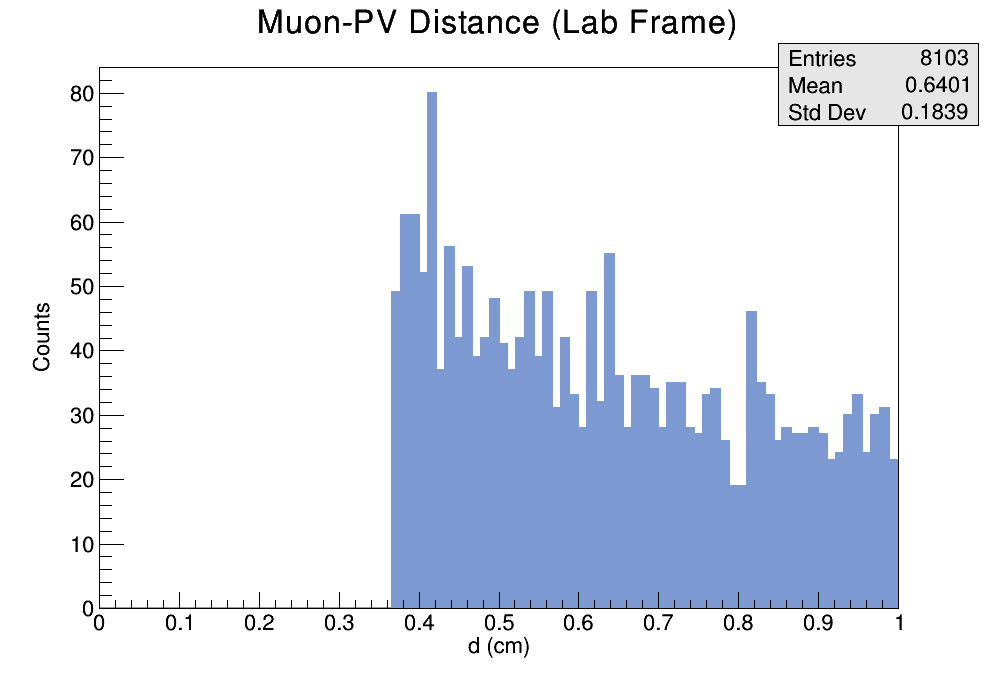 Muon-PV Distance (Lab Frame)
Entries 8103
Mean 0.6401
Std Dev 0.1839
80
70
60
50
40
30
20
10
0
Counts
0 0.1 0.2 0.3 0.4 0.5 0.6 0.7 0.8 0.9 1
d (cm)